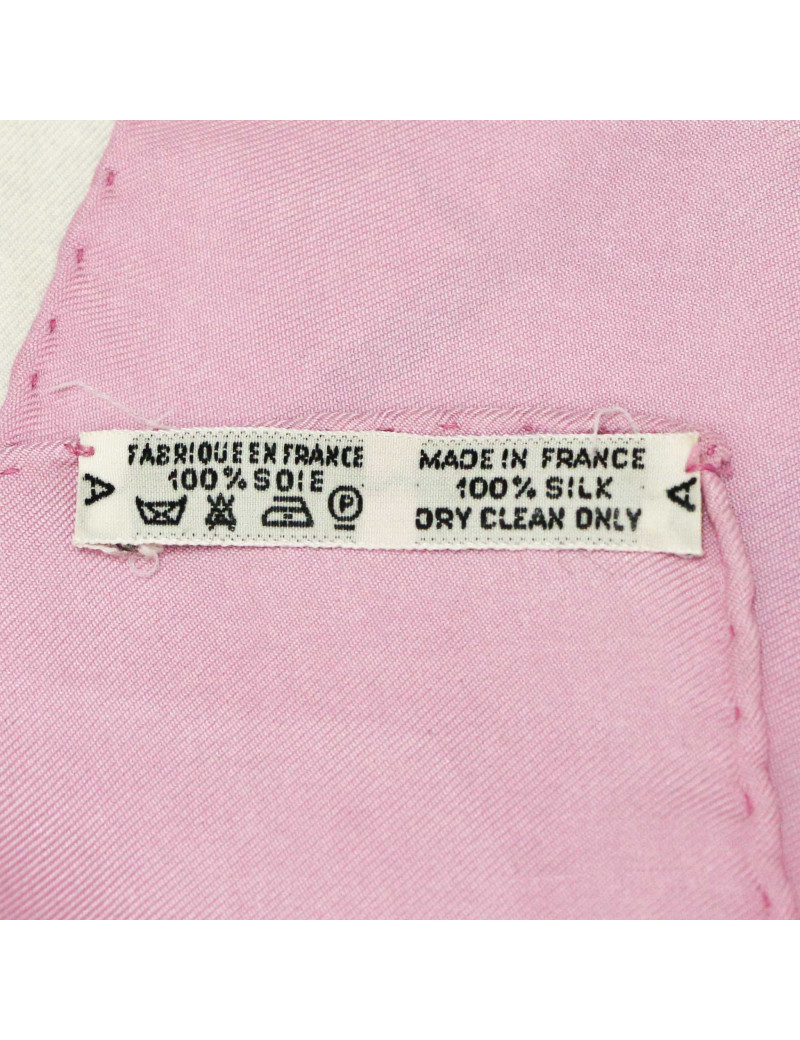 A
FABRIQUE EN FRANCE
100% SOIE
P
MADE IN FRANCE
100% SILK
DRY CLEAN ONLY
A